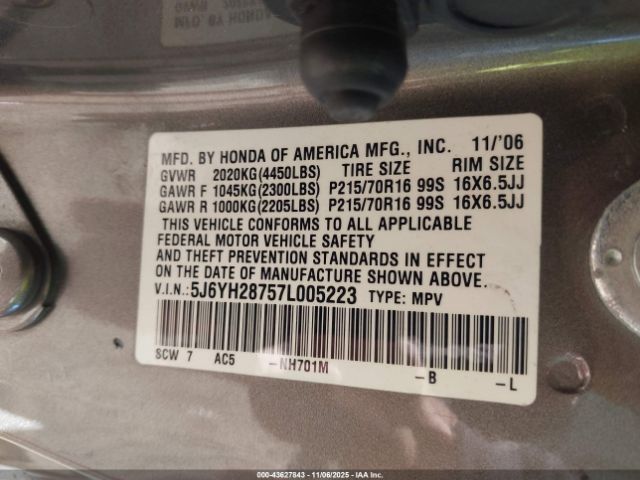 MFD. BY HONDA OF AMERICA MFG., INC. 11/'06
GVWR 2020KG(4450LBS) TIRE SIZE RIM SIZE
GAWR F 1045KG(2300LBS) P215/70R16 99S 16X6.5JJ
GAWR R 1000KG(2205LBS) P215/70R16 99S 16X6.5JJ
THIS VEHICLE CONFORMS TO ALL APPLICABLE
FEDERAL MOTOR VEHICLE SAFETY
AND THEFT PREVENTION STANDARDS IN EFFECT
ON THE DATE OF MANUFACTURE SHOWN ABOVE.
V.I.N.: 5J6YH28757L005223 TYPE: MPV
SCW 7 AC5 -NH701M -B -L
00-43627843 - 11/06/2025 - IAA Inc.